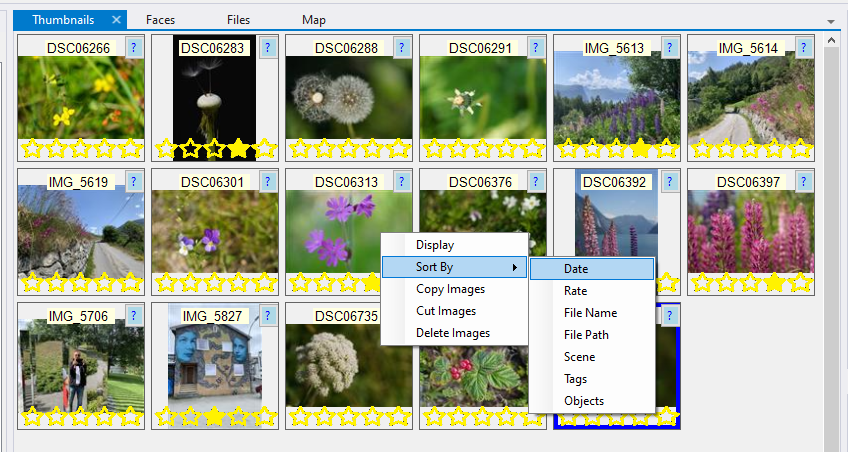 Thumbnails Faces Files Map
DSC06266 ? DSC06283 ? DSC06288 ? DSC06291 ? IMG_5613 ? IMG_5614 ?
IMG_5619 ? DSC06301 ? DSC06313 ? DSC06376 ? DSC06392 ? DSC06397 ?
Display
Sort By
Copy Images
Cut Images
Delete Images
Date
Rate
File Name
File Path
Scene
Tags
Objects
IMG_5706 ? IMG_5827 ? DSC06735 ?